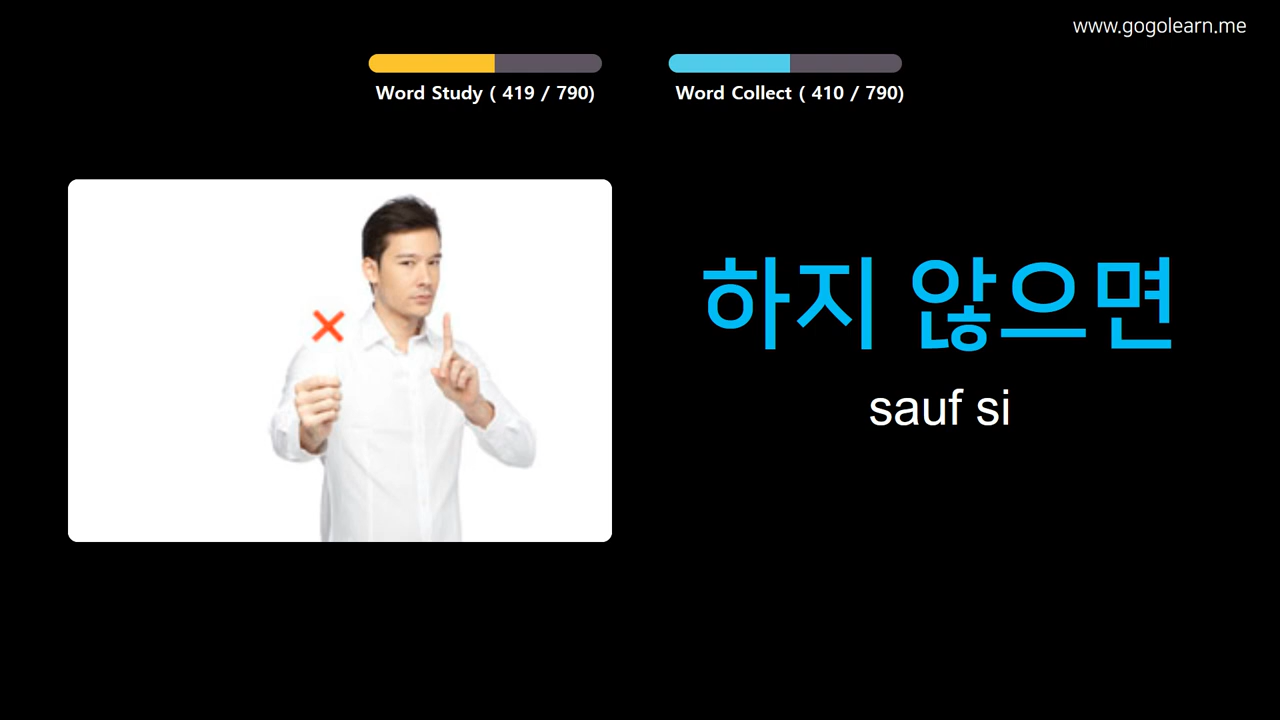 www.gogolearn.me
Word Study ( 419 / 790)
Word Collect ( 410 / 790)
하지 않으면
sauf si